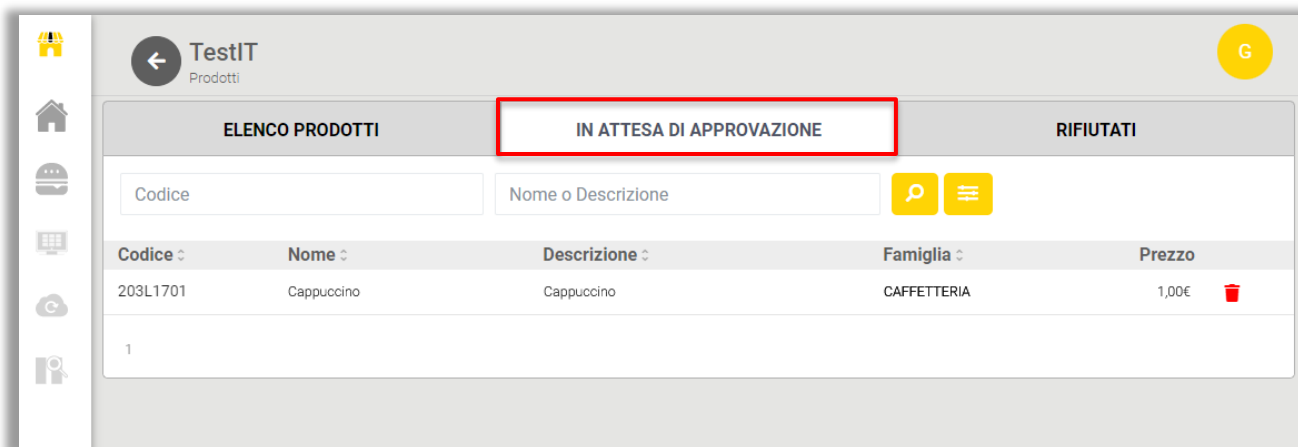 TestIT
G
Prodotti
ELENCO PRODOTTI IN ATTESA DI APPROVAZIONE RIFIUTATI
Codice Nome o Descrizione
Codice Nome Descrizione Famiglia Prezzo
203L1701 Cappuccino Cappuccino CAFFETTERIA 1,00€
1